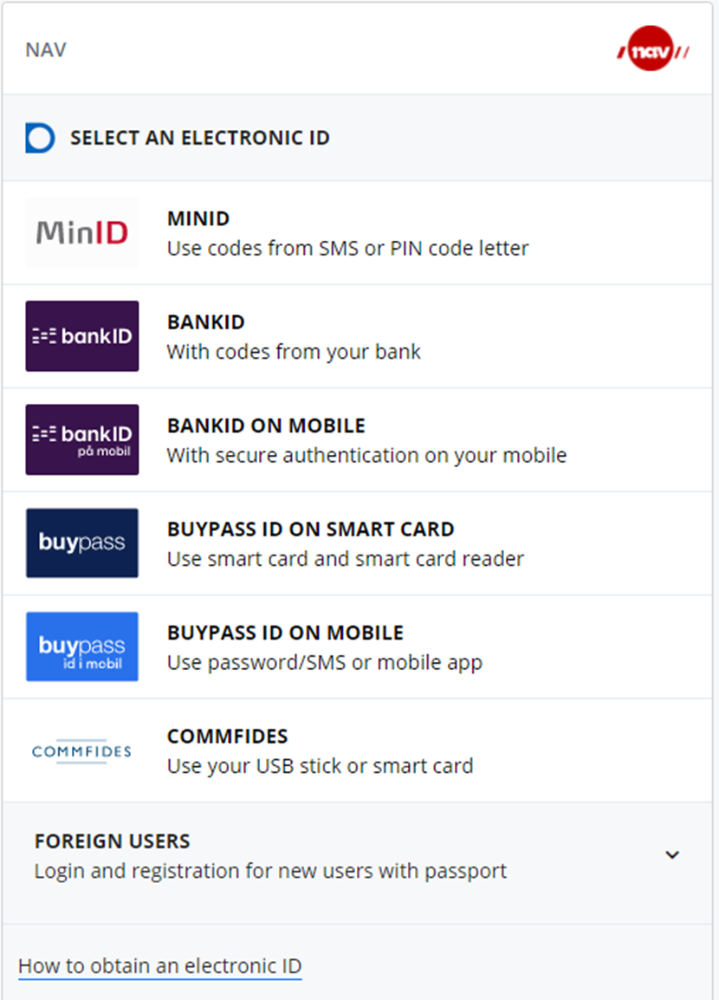 NAV
nav
SELECT AN ELECTRONIC ID
MinID
MINID
Use codes from SMS or PIN code letter
bankID
BANKID
With codes from your bank
bankID
på mobil
BANKID ON MOBILE
With secure authentication on your mobile
buypass
BUYPASS ID ON SMART CARD
Use smart card and smart card reader
buypass
id i mobil
BUYPASS ID ON MOBILE
Use password/SMS or mobile app
COMMFIDES
COMMFIDES
Use your USB stick or smart card
FOREIGN USERS
Login and registration for new users with passport
How to obtain an electronic ID